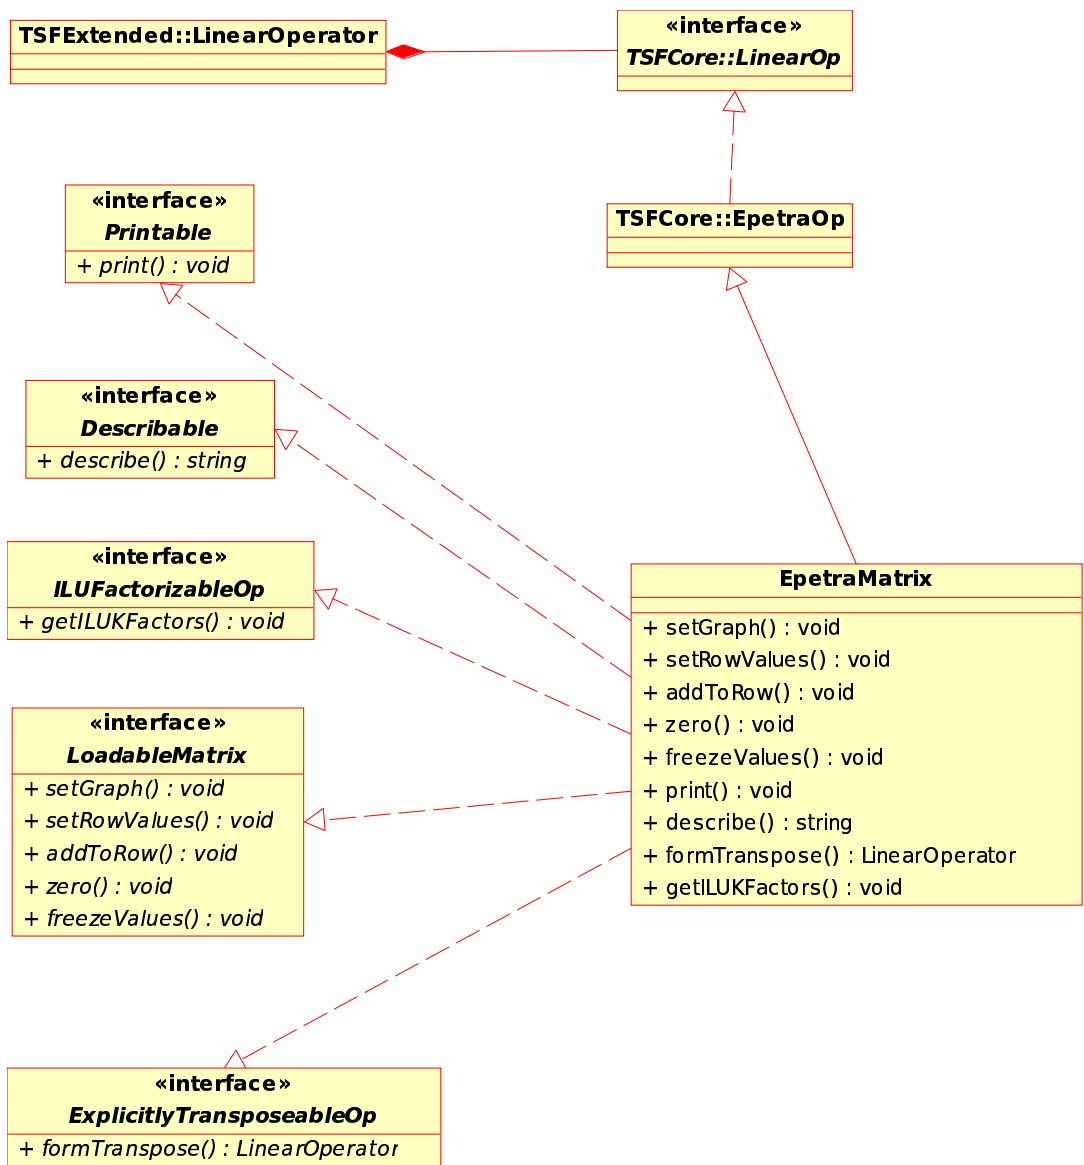 TSFExtended::LinearOperator
«interface»
TSFCore::LinearOp
«interface»
Printable
+ print() : void
TSFCore::EpetraOp
«interface»
Describable
+ describe() : string
«interface»
ILUFactorizableOp
+ getILUKFactors() : void
EpetraMatrix
+ setGraph() : void
+ setRowValues() : void
+ addToRow() : void
+ zero() : void
+ freezeValues() : void
+ print() : void
+ describe() : string
+ formTranspose() : LinearOperator
+ getILUKFactors() : void
«interface»
LoadableMatrix
+ setGraph() : void
+ setRowValues() : void
+ addToRow() : void
+ zero() : void
+ freezeValues() : void
«interface»
ExplicitlyTransposeableOp
+ formTranspose() : LinearOperator